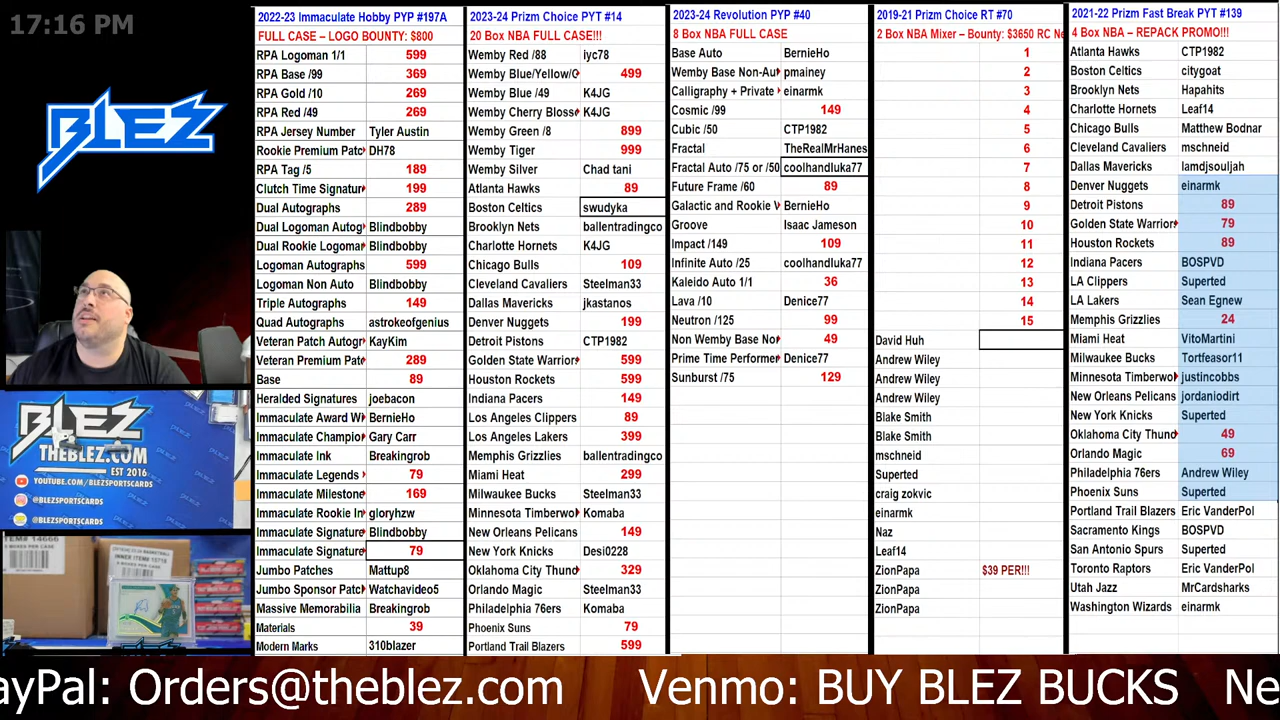 17:16 PM
BLEZ
BLEZ
THEBLEZ.COM
EST 2016
YOUTUBE.COM/BLEZSPORTSCARDS
@BLEZSPORTSCARDS
@BLEZSPORTSCARDS
2022-23 Immaculate Hobby PYP #197A
FULL CASE – LOGO BOUNTY: $800
RPA Logoman 1/1 599
RPA Base /99 369
RPA Gold /10 269
RPA Red /49 269
RPA Jersey Number Tyler Austin
Rookie Premium Patc DH78
RPA Tag /5 189
Clutch Time Signatur 199
Dual Autographs 289
Dual Logoman Autog Blindbobby
Dual Rookie Logomar Blindbobby
Logoman Autographs 599
Logoman Non Auto Blindbobby
Triple Autographs 149
Quad Autographs astrokeofgenius
Veteran Patch Autogr KayKim
Veteran Premium Pat 289
Base 89
Heralded Signatures joebacon
Immaculate Award W BernieHo
Immaculate Champio Gary Carr
Immaculate Ink Breakingrob
Immaculate Legends 79
Immaculate Milestone 169
Immaculate Rookie In gloryhzw
Immaculate Signature Blindbobby
Immaculate Signature 79
Jumbo Patches Mattup8
Jumbo Sponsor Patc Watchavideo5
Massive Memorabilia Breakingrob
Materials 39
Modern Marks 310blazer
2023-24 Prizm Choice PYT #14
20 Box NBA FULL CASE!!!
Wemby Red /88 iyc78
Wemby Blue/Yellow/G 499
Wemby Blue /49 K4JG
Wemby Cherry Blosso K4JG
Wemby Green /8 899
Wemby Tiger 999
Wemby Silver Chad tani
Atlanta Hawks 89
Boston Celtics swudyka
Brooklyn Nets ballentradingco
Charlotte Hornets K4JG
Chicago Bulls 109
Cleveland Cavaliers Steelman33
Dallas Mavericks jkastanos
Denver Nuggets 199
Detroit Pistons CTP1982
Golden State Warrior 599
Houston Rockets 599
Indiana Pacers 149
Los Angeles Clippers 89
Los Angeles Lakers 399
Memphis Grizzlies ballentradingco
Miami Heat 299
Milwaukee Bucks Steelman33
Minnesota Timberwo Komaba
New Orleans Pelicans 149
New York Knicks Desi0228
Oklahoma City Thund 329
Orlando Magic Steelman33
Philadelphia 76ers Komaba
Phoenix Suns 79
Portland Trail Blazers 599
2023-24 Revolution PYP #40
8 Box NBA FULL CASE
Base Auto BernieHo
Wemby Base Non-Au pmainey
Calligraphy + Private einarmk
Cosmic /99 149
Cubic /50 CTP1982
Fractal TheRealMrHanes
Fractal Auto /75 or /50 coolhandluka77
Future Frame /60 89
Galactic and Rookie V BernieHo
Groove Isaac Jameson
Impact /149 109
Infinite Auto /25 coolhandluka77
Kaleido Auto 1/1 36
Lava /10 Denice77
Neutron /125 99
Non Wemby Base No 49
Prime Time Performer Denice77
Sunburst /75 129
2019-21 Prizm Choice RT #70
2 Box NBA Mixer – Bounty: $3650 RC Ne
1
2
3
4
5
6
7
8
9
10
11
12
13
14
15
David Huh
Andrew Wiley
Andrew Wiley
Andrew Wiley
Blake Smith
Blake Smith
mschneid
Superted
craig zokvic
einarmk
Naz
Leaf14
ZionPapa $39 PER!!!
ZionPapa
ZionPapa
2021-22 Prizm Fast Break PYT #139
4 Box NBA – REPACK PROMO!!!
Atlanta Hawks CTP1982
Boston Celtics citygoat
Brooklyn Nets Hapahits
Charlotte Hornets Leaf14
Chicago Bulls Matthew Bodnar
Cleveland Cavaliers mschneid
Dallas Mavericks Iamdjsouljah
Denver Nuggets einarmk
Detroit Pistons 89
Golden State Warrior 79
Houston Rockets 89
Indiana Pacers BOSPVD
LA Clippers Superted
LA Lakers Sean Egnew
Memphis Grizzlies 24
Miami Heat VitoMartini
Milwaukee Bucks Tortfeasor11
Minnesota Timberwo justincobbs
New Orleans Pelicans jordaniodirt
New York Knicks Superted
Oklahoma City Thund 49
Orlando Magic 69
Philadelphia 76ers Andrew Wiley
Phoenix Suns Superted
Portland Trail Blazers Eric VanderPol
Sacramento Kings BOSPVD
San Antonio Spurs Superted
Toronto Raptors Eric VanderPol
Utah Jazz MrCardsharks
Washington Wizards einarmk
ayPal: Orders@theblez.com Venmo: BUY BLEZ BUCKS Ne